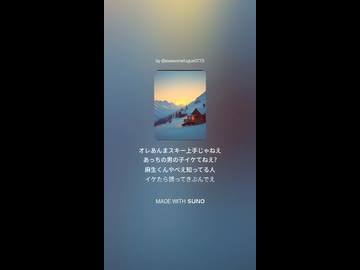 by @awesomefugue0173
オレあんまスキー上手じゃねえ
あっちの男の子イケてねえ?
麻生くんやべえ知ってる人
イケたら誘ってきぶんでえ
MADE WITH SUNO